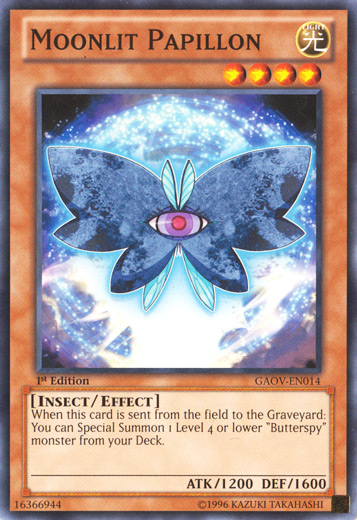 Moonlit Papillon
LIGHT
光
1st Edition
GAOV-EN014
[Insect/Effect]
When this card is sent from the field to the Graveyard:
You can Special Summon 1 Level 4 or lower "Butterspy"
monster from your Deck.
ATK/1200 DEF/1600
16366944
©1996 KAZUKI TAKAHASHI